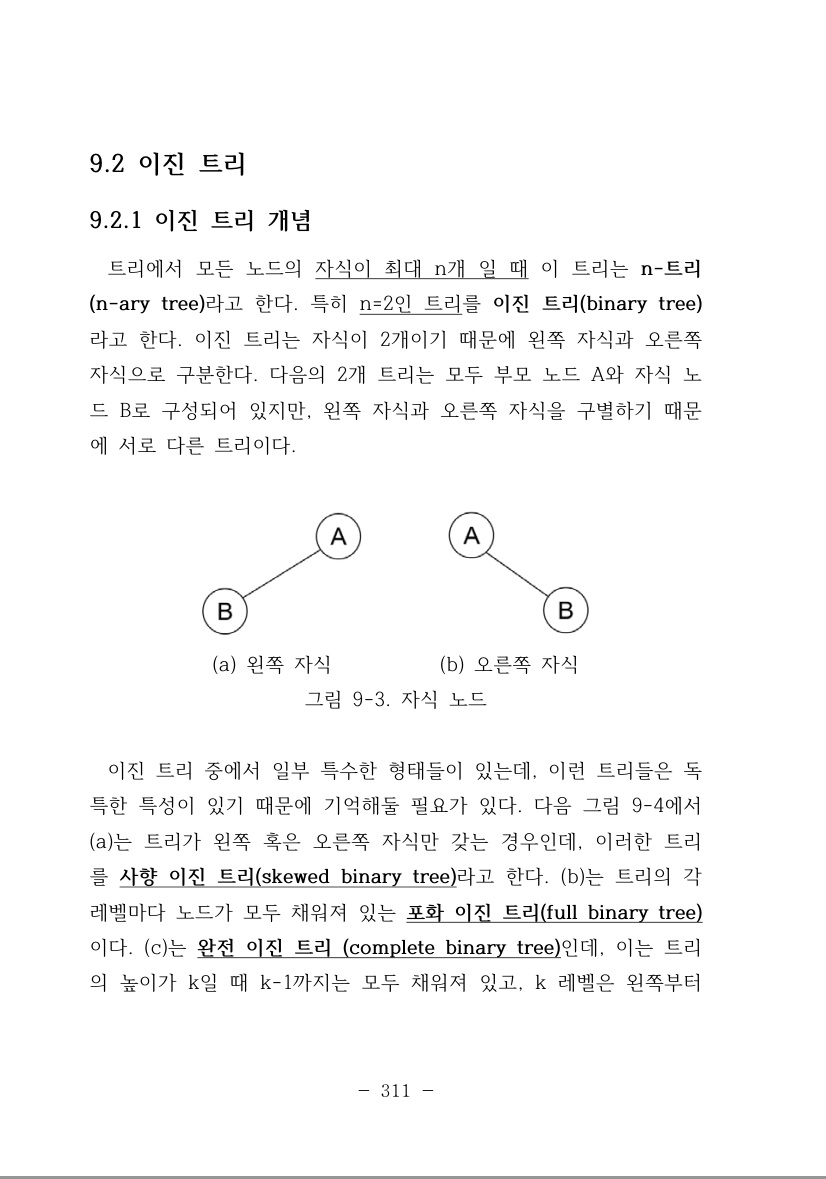 9.2 이진 트리
9.2.1 이진 트리 개념
트리에서 모든 노드의 자식이 최대 n개 일 때 이 트리는 n-트리
(n-ary tree)라고 한다. 특히 n=2인 트리를 이진 트리(binary tree)
라고 한다. 이진 트리는 자식이 2개이기 때문에 왼쪽 자식과 오른쪽
자식으로 구분한다. 다음의 2개 트리는 모두 부모 노드 A와 자식 노
드 B로 구성되어 있지만, 왼쪽 자식과 오른쪽 자식을 구별하기 때문
에 서로 다른 트리이다.
A A
B B
(a) 왼쪽 자식 (b) 오른쪽 자식
그림 9-3. 자식 노드
이진 트리 중에서 일부 특수한 형태들이 있는데, 이런 트리들은 독
특한 특성이 있기 때문에 기억해둘 필요가 있다. 다음 그림 9-4에서
(a)는 트리가 왼쪽 혹은 오른쪽 자식만 갖는 경우인데, 이러한 트리
를 사향 이진 트리(skewed binary tree)라고 한다. (b)는 트리의 각
레벨마다 노드가 모두 채워져 있는 포화 이진 트리(full binary tree)
이다. (c)는 완전 이진 트리 (complete binary tree)인데, 이는 트리
의 높이가 k일 때 k-1까지는 모두 채워져 있고, k 레벨은 왼쪽부터
- 311 -